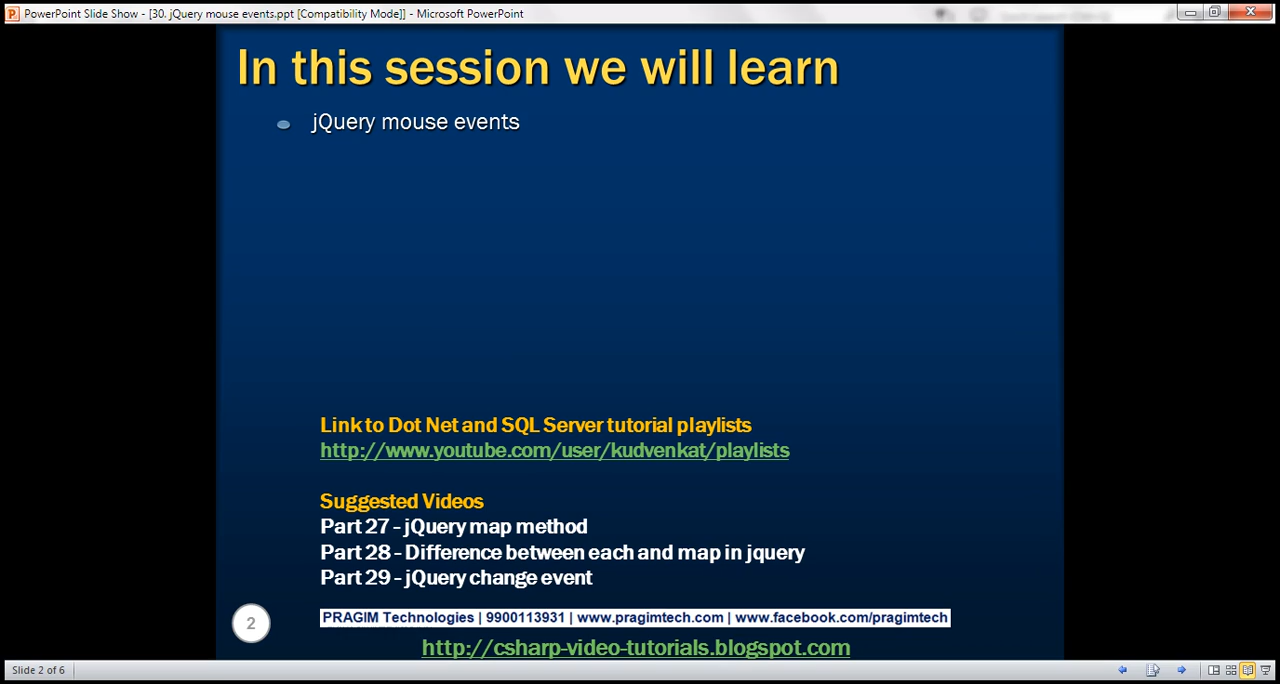 PowerPoint Slide Show - [30. jQuery mouse events.ppt [Compatibility Mode]] - Microsoft PowerPoint
In this session we will learn
jQuery mouse events
Link to Dot Net and SQL Server tutorial playlists
http://www.youtube.com/user/kudvenkat/playlists
Suggested Videos
Part 27 - jQuery map method
Part 28 - Difference between each and map in jquery
Part 29 - jQuery change event
2
PRAGIM Technologies | 9900113931 | www.pragimtech.com | www.facebook.com/pragimtech
http://csharp-video-tutorials.blogspot.com
Slide 2 of 6